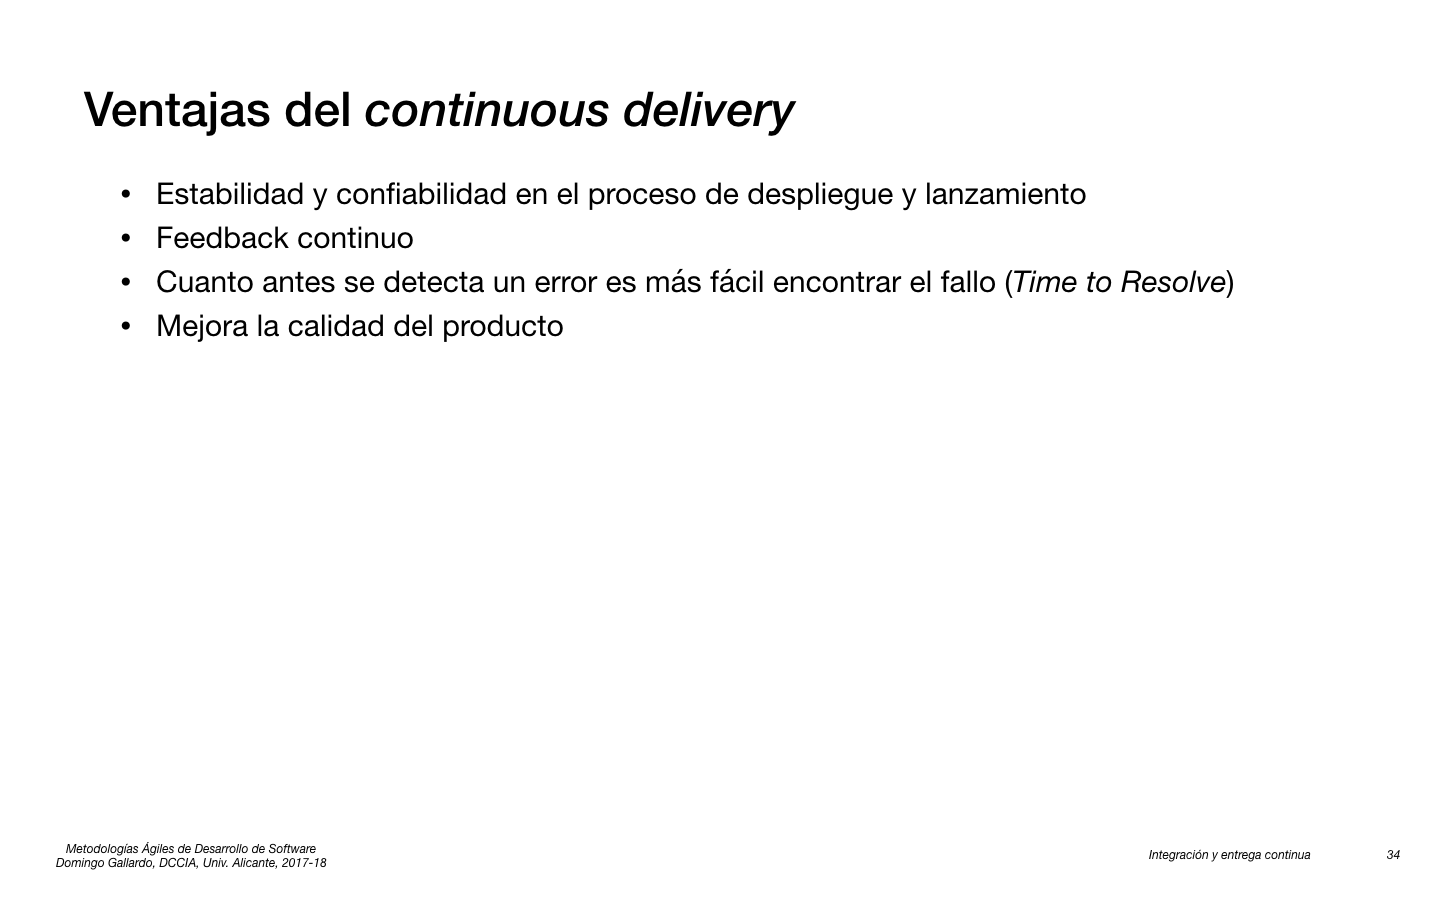 Ventajas del continuous delivery
• Estabilidad y confiabilidad en el proceso de despliegue y lanzamiento
• Feedback continuo
• Cuanto antes se detecta un error es más fácil encontrar el fallo (Time to Resolve)
• Mejora la calidad del producto
Metodologías Ágiles de Desarrollo de Software
Domingo Gallardo, DCCIA, Univ. Alicante, 2017-18
Integración y entrega continua
34